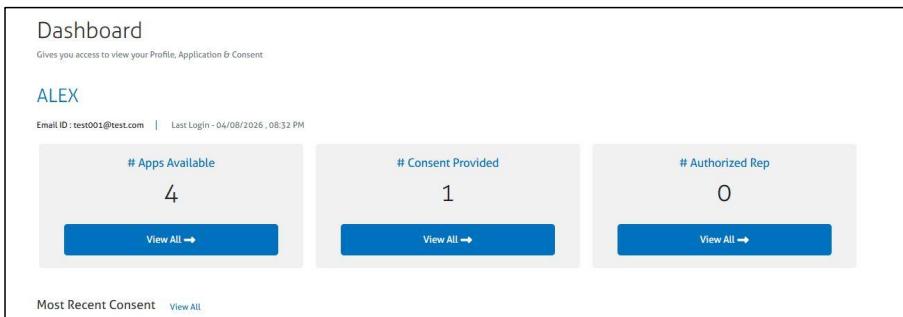 Dashboard
Gives you access to view your Profile, Application & Consent
ALEX
Email ID : test001@test.com | Last Login - 04/08/2026 , 08:32 PM
# Apps Available # Consent Provided # Authorized Rep
4 1 0
View All → View All → View All →
Most Recent Consent View All